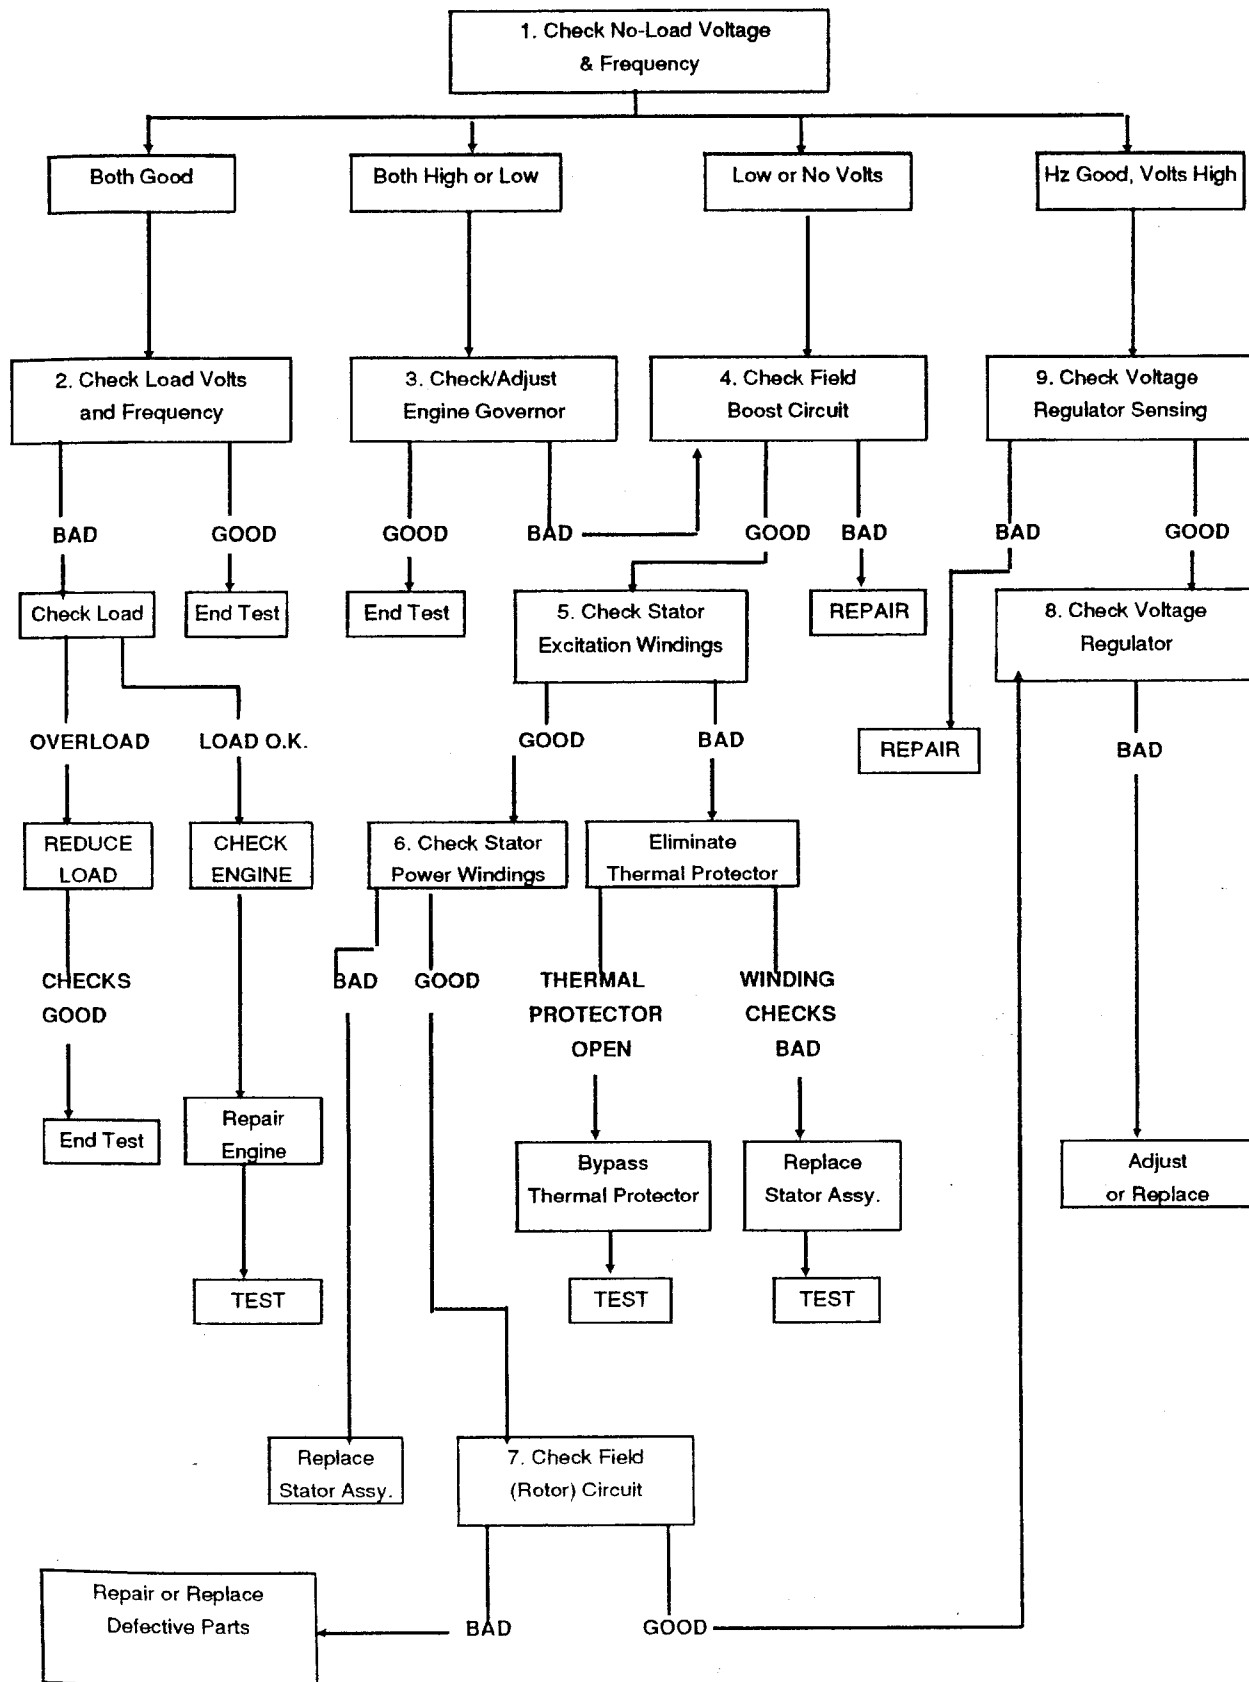 1. Check No-Load Voltage
& Frequency
Both Good
Both High or Low
Low or No Volts
Hz Good, Volts High
2. Check Load Volts
and Frequency
3. Check/Adjust
Engine Governor
4. Check Field
Boost Circuit
9. Check Voltage
Regulator Sensing
BAD
GOOD
GOOD
BAD
GOOD
BAD
BAD
GOOD
Check Load
End Test
End Test
5. Check Stator
Excitation Windings
REPAIR
8. Check Voltage
Regulator
OVERLOAD
LOAD O.K.
GOOD
BAD
REPAIR
BAD
REDUCE
LOAD
CHECK
ENGINE
6. Check Stator
Power Windings
Eliminate
Thermal Protector
CHECKS
GOOD
BAD
GOOD
THERMAL
PROTECTOR
OPEN
WINDING
CHECKS
BAD
End Test
Repair
Engine
Bypass
Thermal Protector
Replace
Stator Assy.
Adjust
or Replace
TEST
TEST
TEST
Replace
Stator Assy.
7. Check Field
(Rotor) Circuit
Repair or Replace
Defective Parts
BAD
GOOD